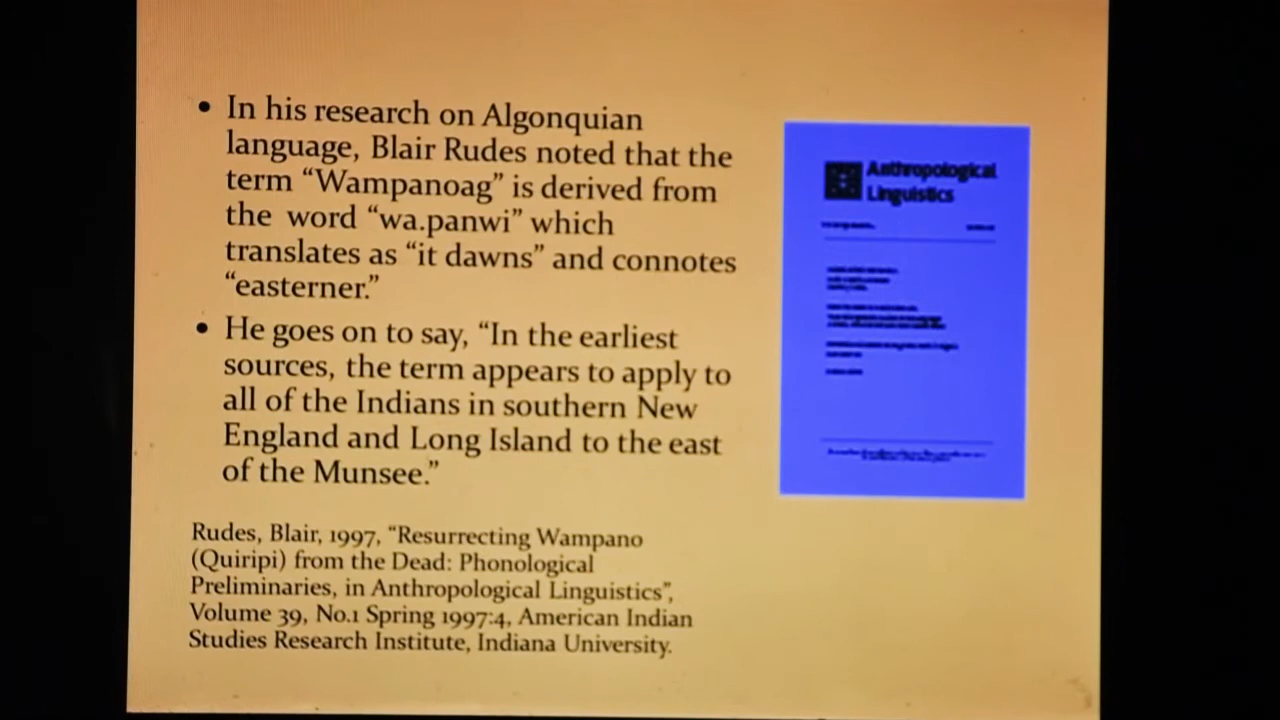 • In his research on Algonquian
language, Blair Rudes noted that the
term “Wampanoag” is derived from
the word “wa.panwi” which
translates as “it dawns” and connotes
“easterner.”
• He goes on to say, “In the earliest
sources, the term appears to apply to
all of the Indians in southern New
England and Long Island to the east
of the Munsee.”
Rudes, Blair, 1997, “Resurrecting Wampano
(Quiripi) from the Dead: Phonological
Preliminaries, in Anthropological Linguistics”,
Volume 39, No.1 Spring 1997:4, American Indian
Studies Research Institute, Indiana University.
Anthropological
Linguistics